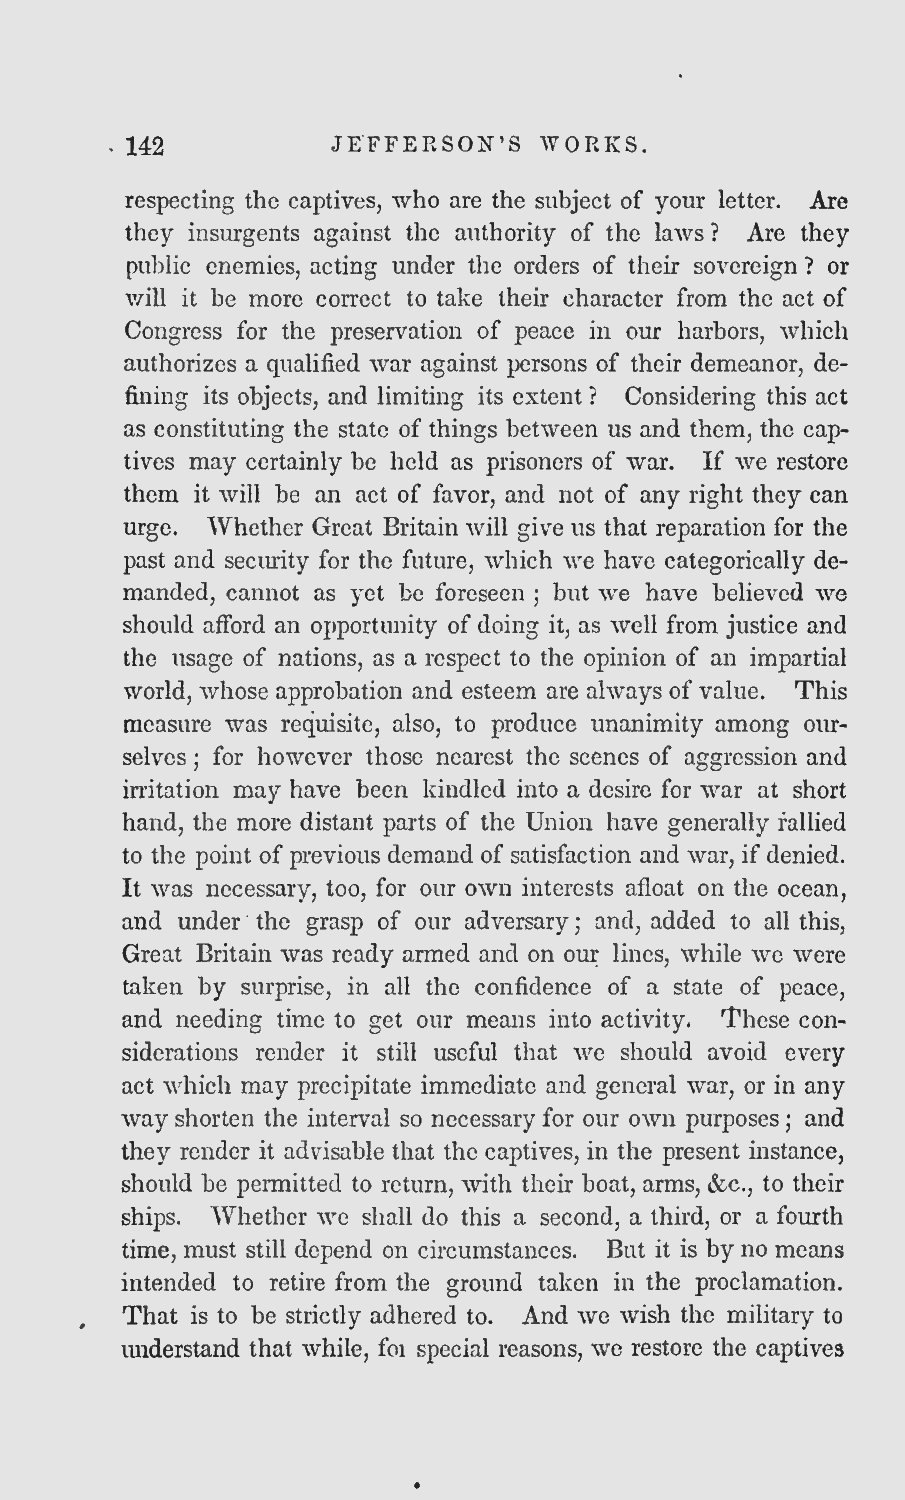 142 JEFFERSON'S WORKS.
respecting the captives, who are the subject of your letter. Are
they insurgents against the authority of the laws? Are they
public enemies, acting under the orders of their sovereign? or
will it be more correct to take their character from the act of
Congress for the preservation of peace in our harbors, which
authorizes a qualified war against persons of their demeanor, de-
fining its objects, and limiting its extent? Considering this act
as constituting the state of things between us and them, the cap-
tives may certainly be held as prisoners of war. If we restore
them it will be an act of favor, and not of any right they can
urge. Whether Great Britain will give us that reparation for the
past and security for the future, which we have categorically de-
manded, cannot as yet be foreseen; but we have believed we
should afford an opportunity of doing it, as well from justice and
the usage of nations, as a respect to the opinion of an impartial
world, whose approbation and esteem are always of value. This
measure was requisite, also, to produce unanimity among our-
selves; for however those nearest the scenes of aggression and
irritation may have been kindled into a desire for war at short
hand, the more distant parts of the Union have generally rallied
to the point of previous demand of satisfaction and war, if denied.
It was necessary, too, for our own interests afloat on the ocean,
and under the grasp of our adversary; and, added to all this,
Great Britain was ready armed and on our lines, while we were
taken by surprise, in all the confidence of a state of peace,
and needing time to get our means into activity. These con-
siderations render it still useful that we should avoid every
act which may precipitate immediate and general war, or in any
way shorten the interval so necessary for our own purposes; and
they render it advisable that the captives, in the present instance,
should be permitted to return, with their boat, arms, &c., to their
ships. Whether we shall do this a second, a third, or a fourth
time, must still depend on circumstances. But it is by no means
intended to retire from the ground taken in the proclamation.
That is to be strictly adhered to. And we wish the military to
understand that while, for special reasons, we restore the captives